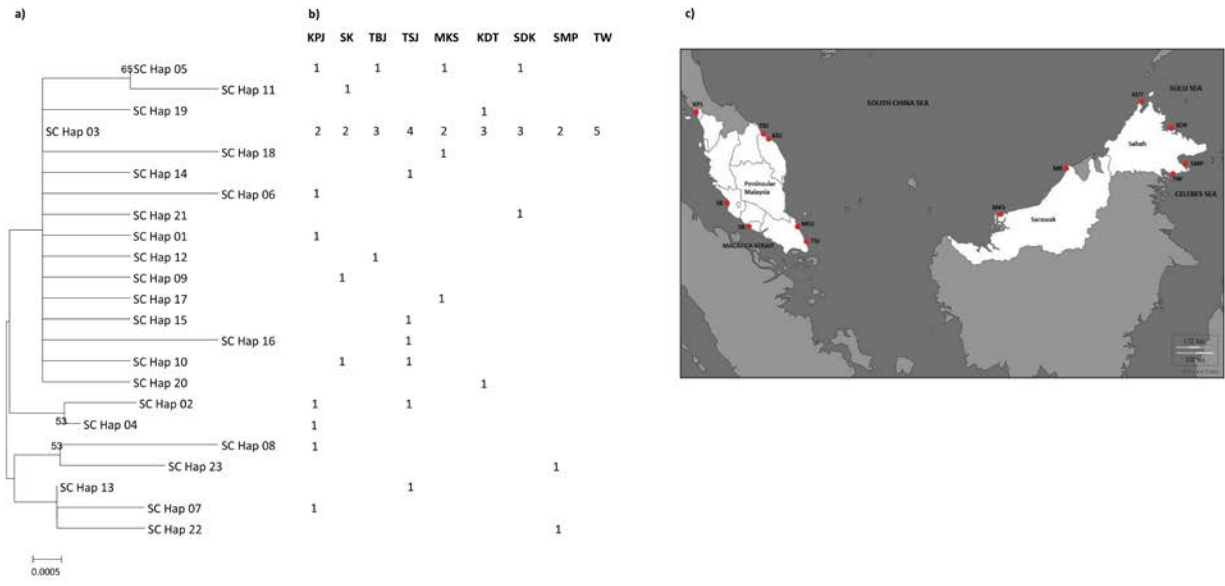 a)
b)
c)
KPJ SK TBJ TSJ MKS KDT SDK SMP TW
65 SC Hap 05 1 1 1 1
SC Hap 11 1
SC Hap 19 1
SC Hap 03 2 2 3 4 2 3 3 2 5
SC Hap 18 1
SC Hap 14 1
SC Hap 06 1
SC Hap 21 1
SC Hap 01 1
SC Hap 12 1
SC Hap 09 1
SC Hap 17 1
SC Hap 15 1
SC Hap 16 1
SC Hap 10 1 1
SC Hap 20 1
SC Hap 02 1 1
53 SC Hap 04 1
53 SC Hap 08 1
SC Hap 23 1
SC Hap 13 1
SC Hap 07 1
SC Hap 22 1
0.0005
SOUTH CHINA SEA
SULU SEA
KDT
SDK
Sabah
SMP
TW
CELEBES SEA
TBJ
Peninsular
Malaysia
SK
MKS
Sarawak
TSJ